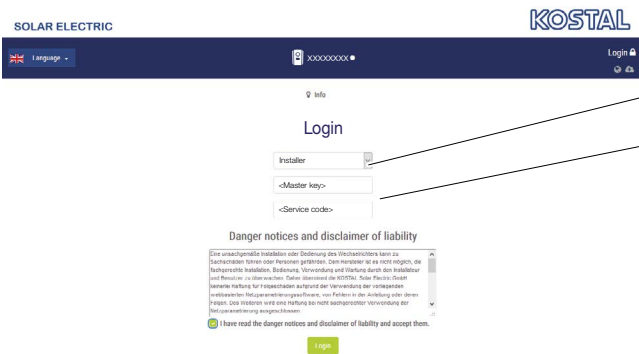 SOLAR ELECTRIC
KOSTAL
Language
xxxxxxxx
Login
Info
Login
Installer
<Master key>
<Service code>
Danger notices and disclaimer of liability
Eine unsachgemäße Installation oder Bedienung des Wechselrichters kann zu
Sachschäden führen oder Personen gefährden. Dem Hersteller ist es nicht möglich, die
fachgerechte Installation, Bedienung, Verwendung und Wartung durch den Installateur
und Benutzer zu überwachen. Daher übernimmt die KOSTAL Solar Electric GmbH
keinerlei Haftung für Folgeschäden aufgrund der Verwendung der vorliegenden
webbasierten Netzparametrierungssoftware, von Fehlern in der Anleitung oder deren
Folgen. Des Weiteren wird eine Haftung bei nicht sachgerechter Verwendung der
Netzparametrierung ausgeschlossen.
I have read the danger notices and disclaimer of liability and accept them.
Login